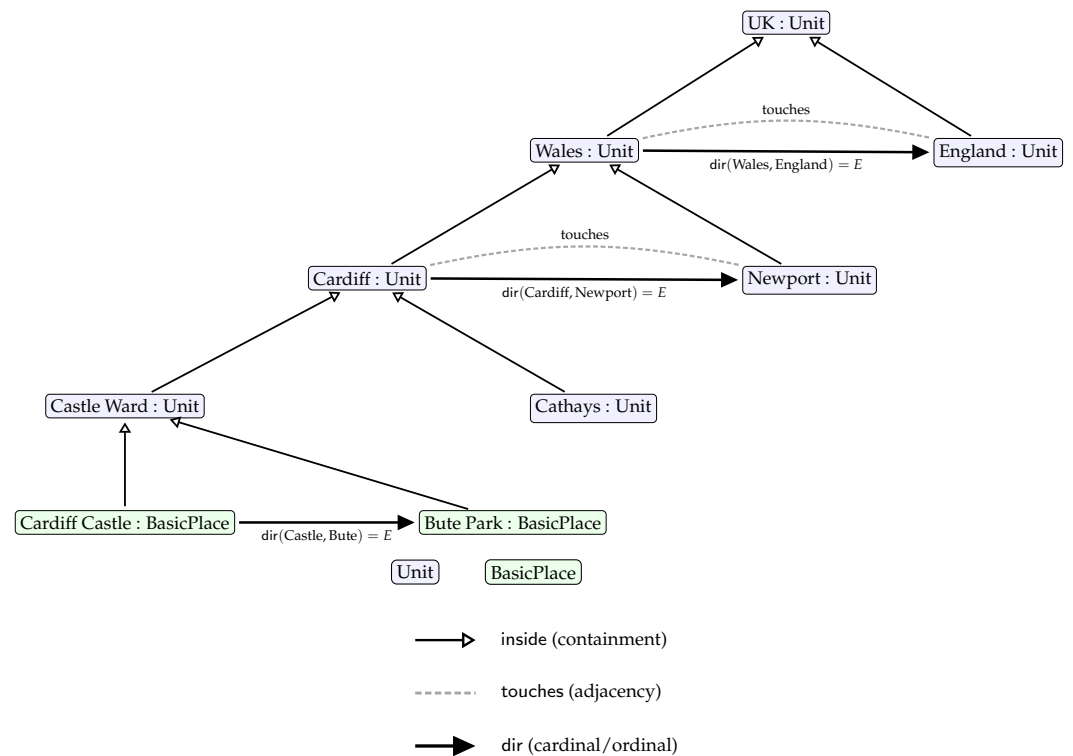 UK : Unit
touches
Wales : Unit
England : Unit
dir(Wales, England) = E
touches
Cardiff : Unit
Newport : Unit
dir(Cardiff, Newport) = E
Castle Ward : Unit
Cathays : Unit
Cardiff Castle : BasicPlace
Bute Park : BasicPlace
dir(Castle, Bute) = E
Unit
BasicPlace
inside (containment)
touches (adjacency)
dir (cardinal/ordinal)